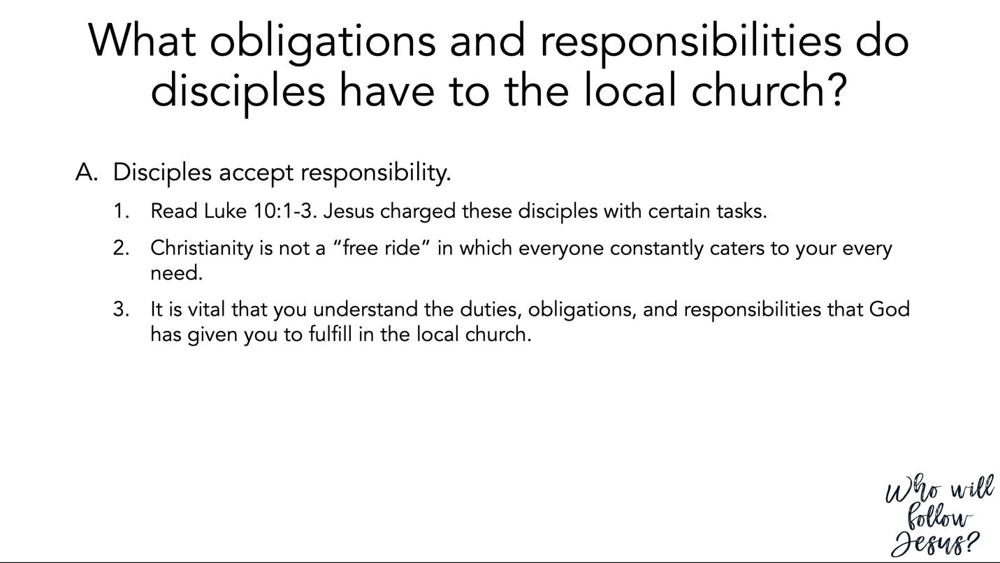 What obligations and responsibilities do
disciples have to the local church?
A. Disciples accept responsibility.
1. Read Luke 10:1-3. Jesus charged these disciples with certain tasks.
2. Christianity is not a “free ride” in which everyone constantly caters to your every
need.
3. It is vital that you understand the duties, obligations, and responsibilities that God
has given you to fulfill in the local church.
Who will
follow
Jesus?